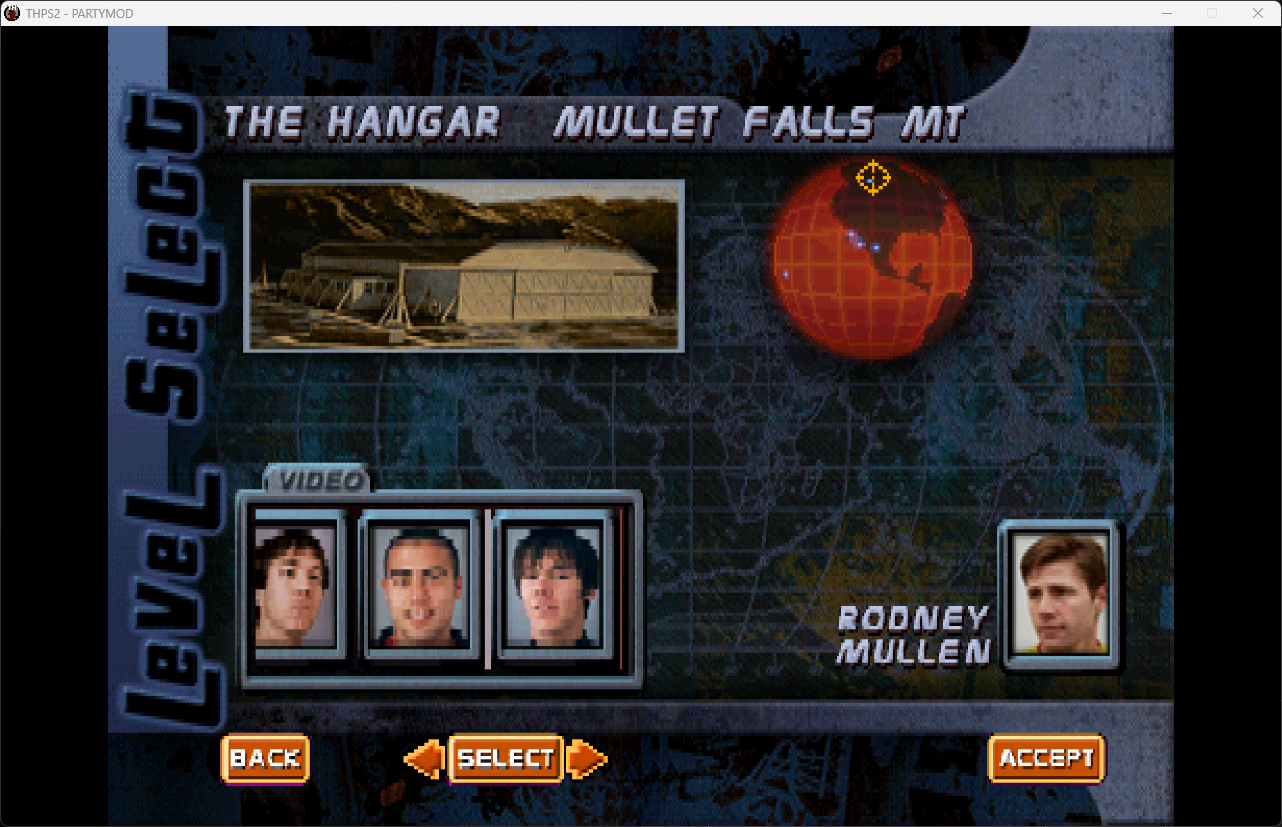 THPS2 - PARTYMOD
Level Select
THE HANGAR MULLET FALLS MT
VIDEO
RODNEY
MULLEN
BACK
SELECT
ACCEPT